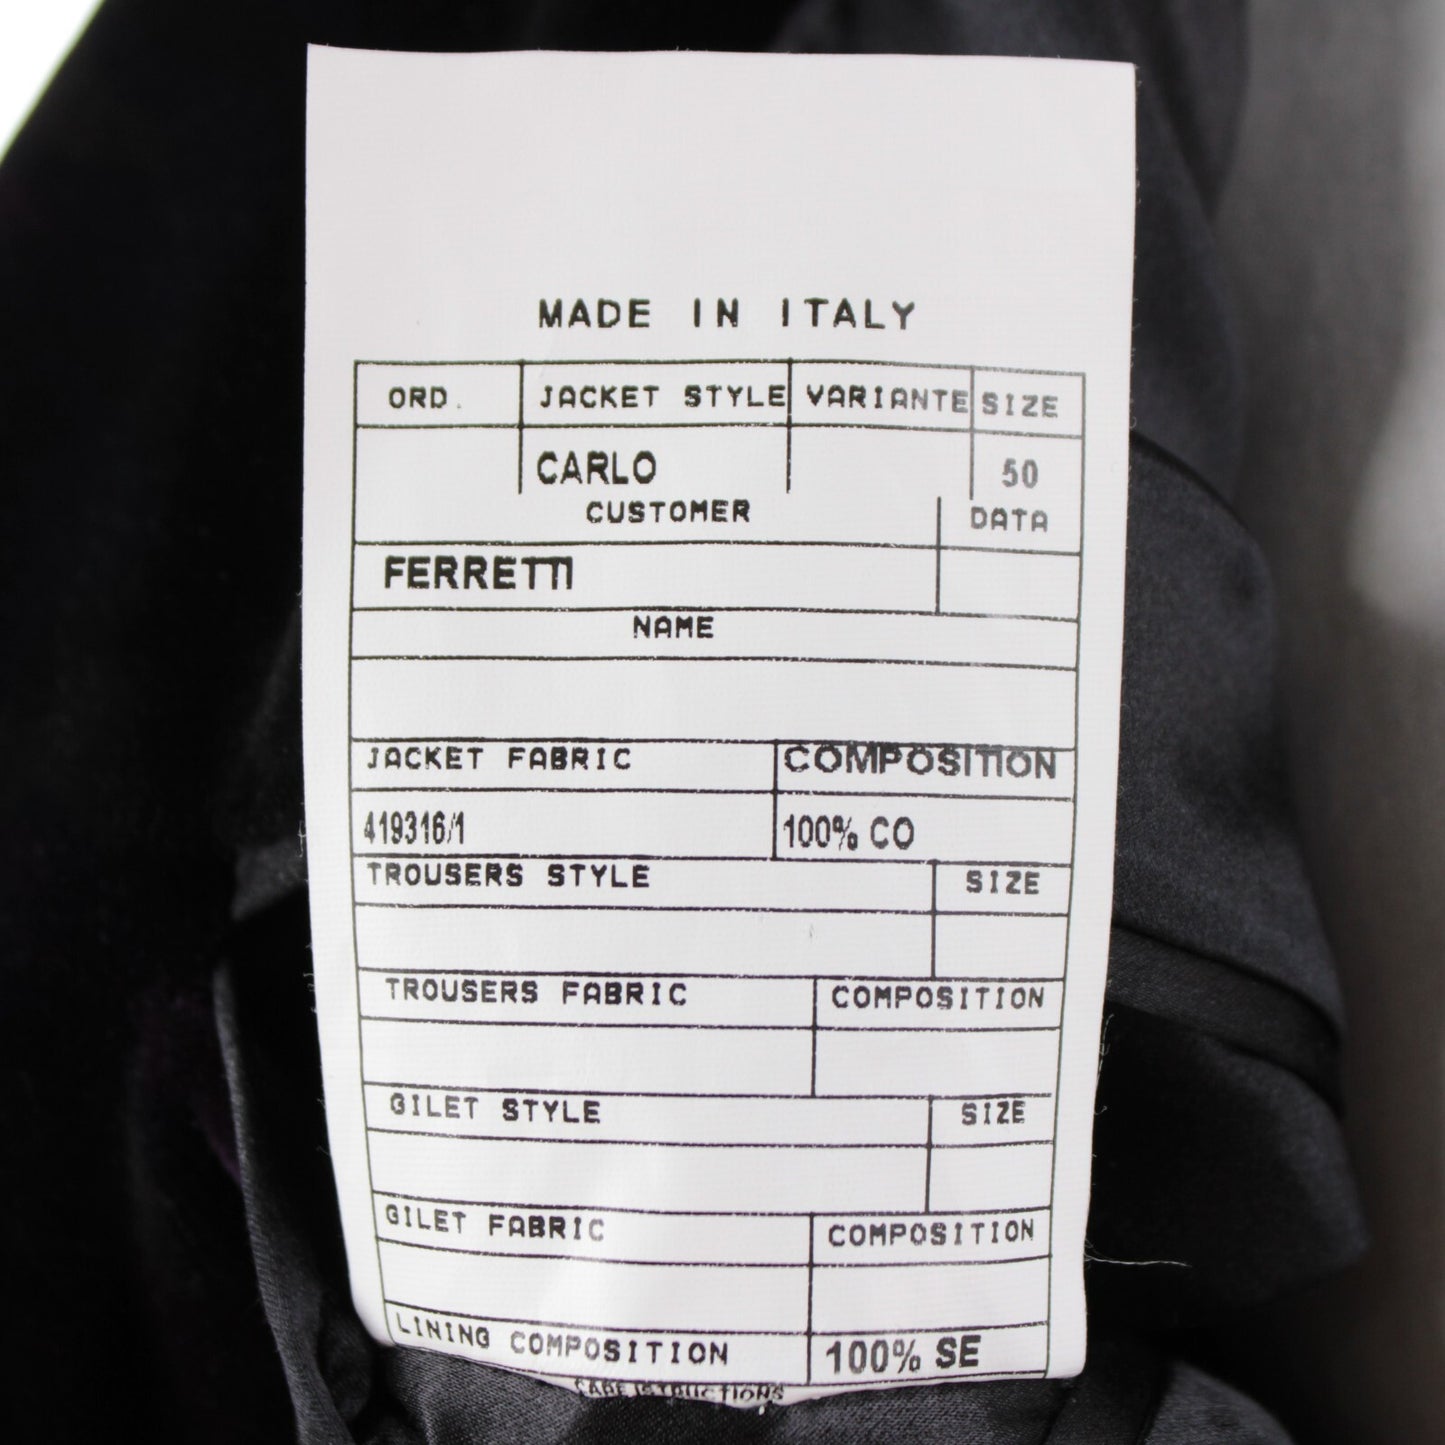 MADE IN ITALY
ORD. JACKET STYLE VARIANTE SIZE
CARLO 50
CUSTOMER DATA
FERRETTI
NAME
JACKET FABRIC COMPOSITION
419316/1 100% CO
TROUSERS STYLE SIZE
TROUSERS FABRIC COMPOSITION
GILET STYLE SIZE
GILET FABRIC COMPOSITION
LINING COMPOSITION 100% SE
CARE